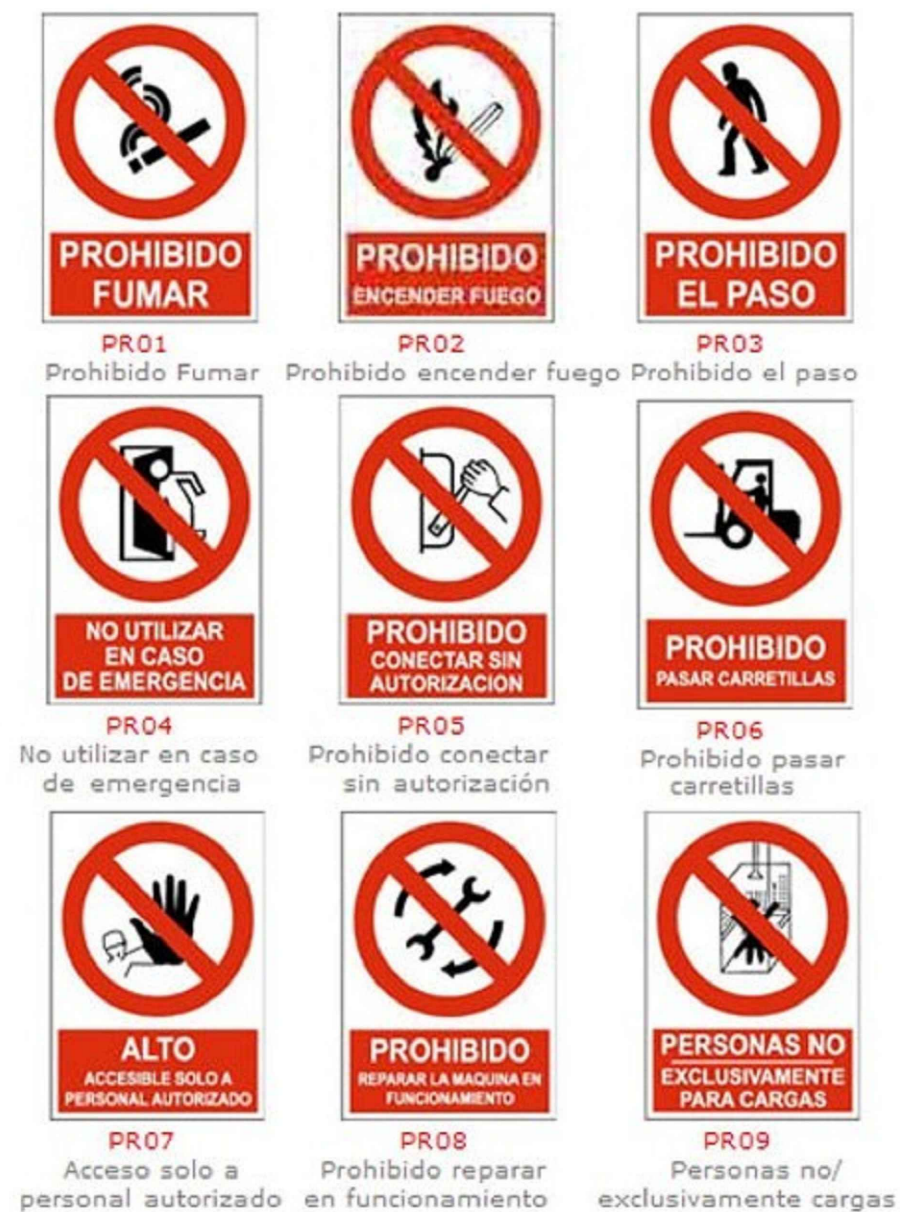 PROHIBIDO
FUMAR
PR01
Prohibido Fumar
PROHIBIDO
ENCENDER FUEGO
PR02
Prohibido encender fuego
PROHIBIDO
EL PASO
PR03
Prohibido el paso
NO UTILIZAR
EN CASO
DE EMERGENCIA
PR04
No utilizar en caso
de emergencia
PROHIBIDO
CONECTAR SIN
AUTORIZACION
PR05
Prohibido conectar
sin autorización
PROHIBIDO
PASAR CARRETILLAS
PR06
Prohibido pasar
carretillas
ALTO
ACCESIBLE SOLO A
PERSONAL AUTORIZADO
PR07
Acceso solo a
personal autorizado
PROHIBIDO
REPARAR LA MAQUINA EN
FUNCIONAMIENTO
PR08
Prohibido reparar
en funcionamiento
PERSONAS NO
EXCLUSIVAMENTE
PARA CARGAS
PR09
Personas no/
exclusivamente cargas